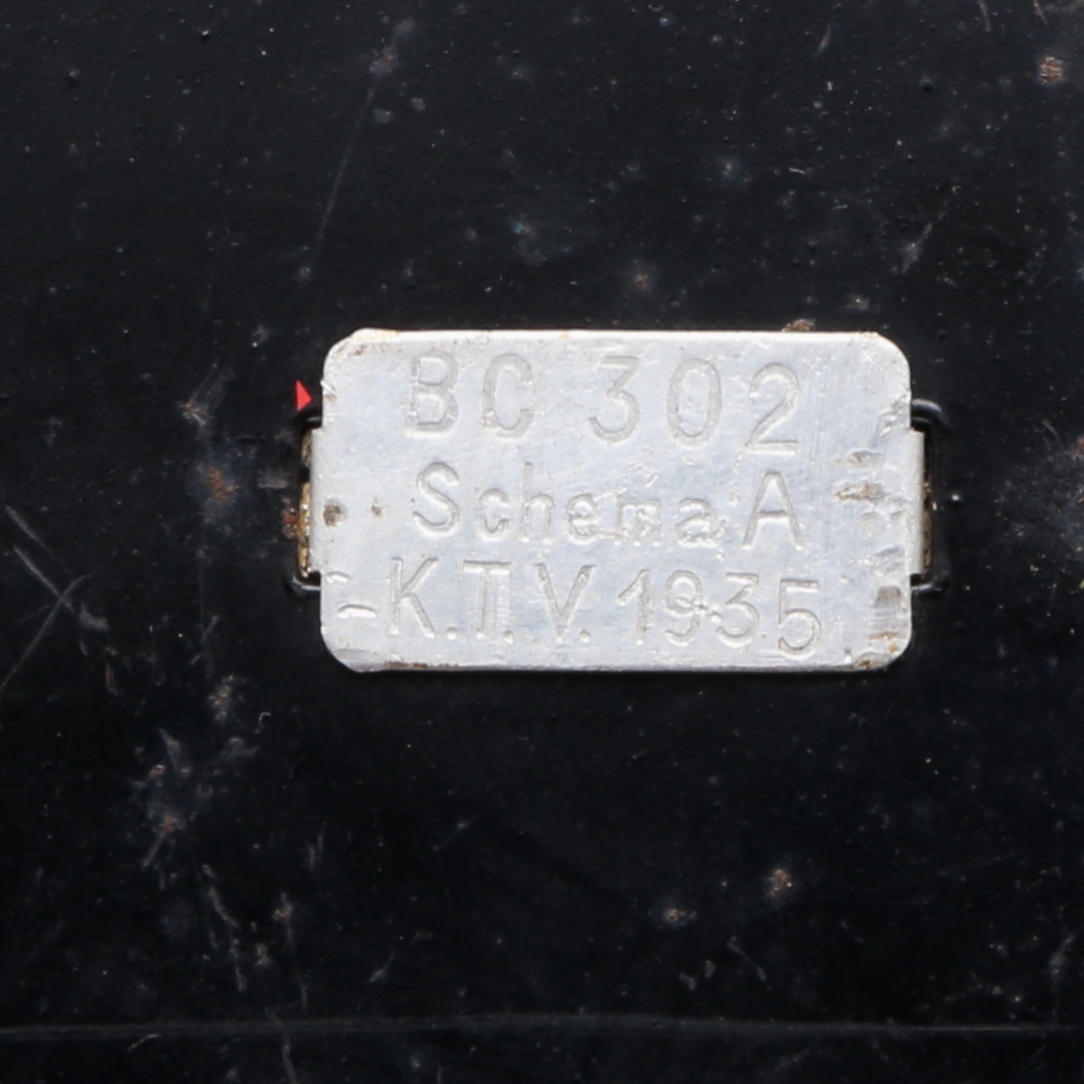 BC 302
Schema A
K.T.V. 1935